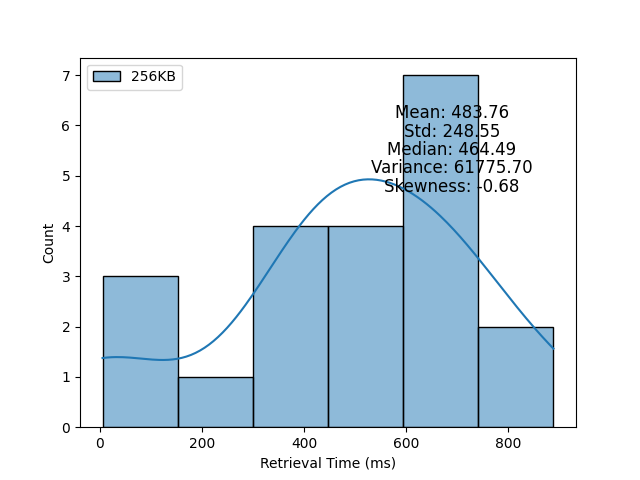 256KB
Mean: 483.76
Std: 248.55
Median: 464.49
Variance: 61775.70
Skewness: -0.68
Count
7
6
5
4
3
2
1
0
0 200 400 600 800
Retrieval Time (ms)